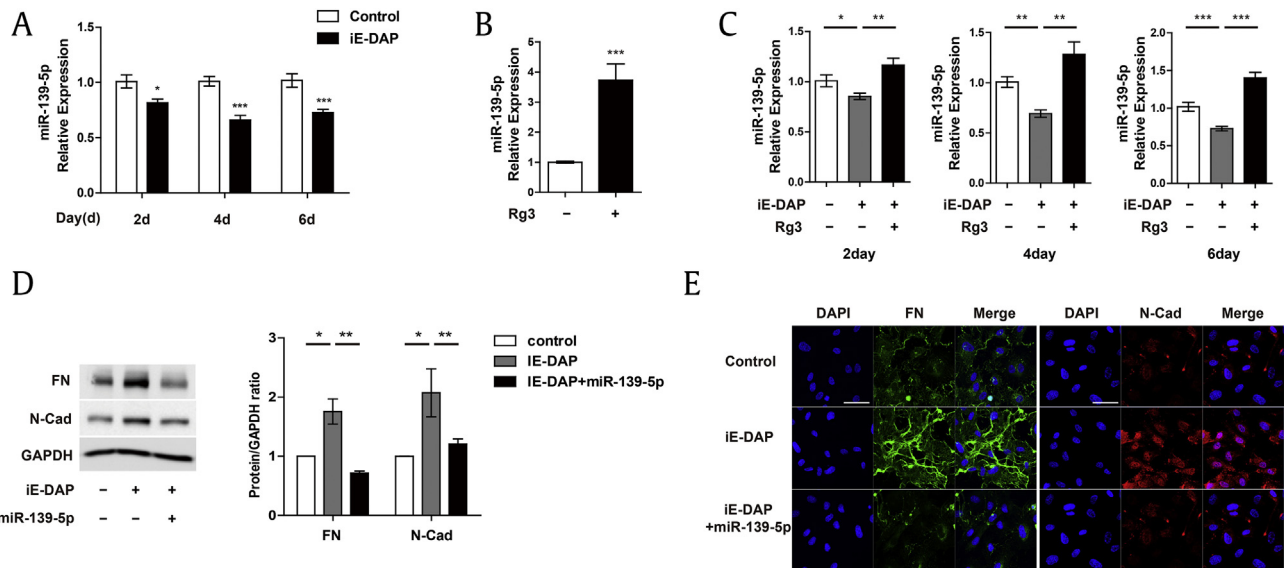 A
Control
iE-DAP
miR-139-5p
Relative Expression
1.5
1.0
0.5
0.0
*
***
***
Day(d)
2d
4d
6d
B
miR-139-5p
Relative Expression
5
4
3
2
1
0
***
Rg3
–
+
C
miR-139-5p
Relative Expression
1.5
1.0
0.5
0.0
*
**
iE-DAP
–
+
+
Rg3
–
–
+
2day
miR-139-5p
Relative Expression
1.5
1.0
0.5
0.0
**
**
iE-DAP
–
+
+
Rg3
–
–
+
4day
miR-139-5p
Relative Expression
2.0
1.5
1.0
0.5
0.0
***
***
iE-DAP
–
+
+
Rg3
–
–
+
6day
D
FN
N-Cad
GAPDH
iE-DAP
–
+
+
miR-139-5p
–
–
+
Protein/GAPDH ratio
3
2
1
0
*
**
*
**
FN
N-Cad
control
IE-DAP
IE-DAP+miR-139-5p
E
DAPI
FN
Merge
DAPI
N-Cad
Merge
Control
iE-DAP
iE-DAP
+miR-139-5p